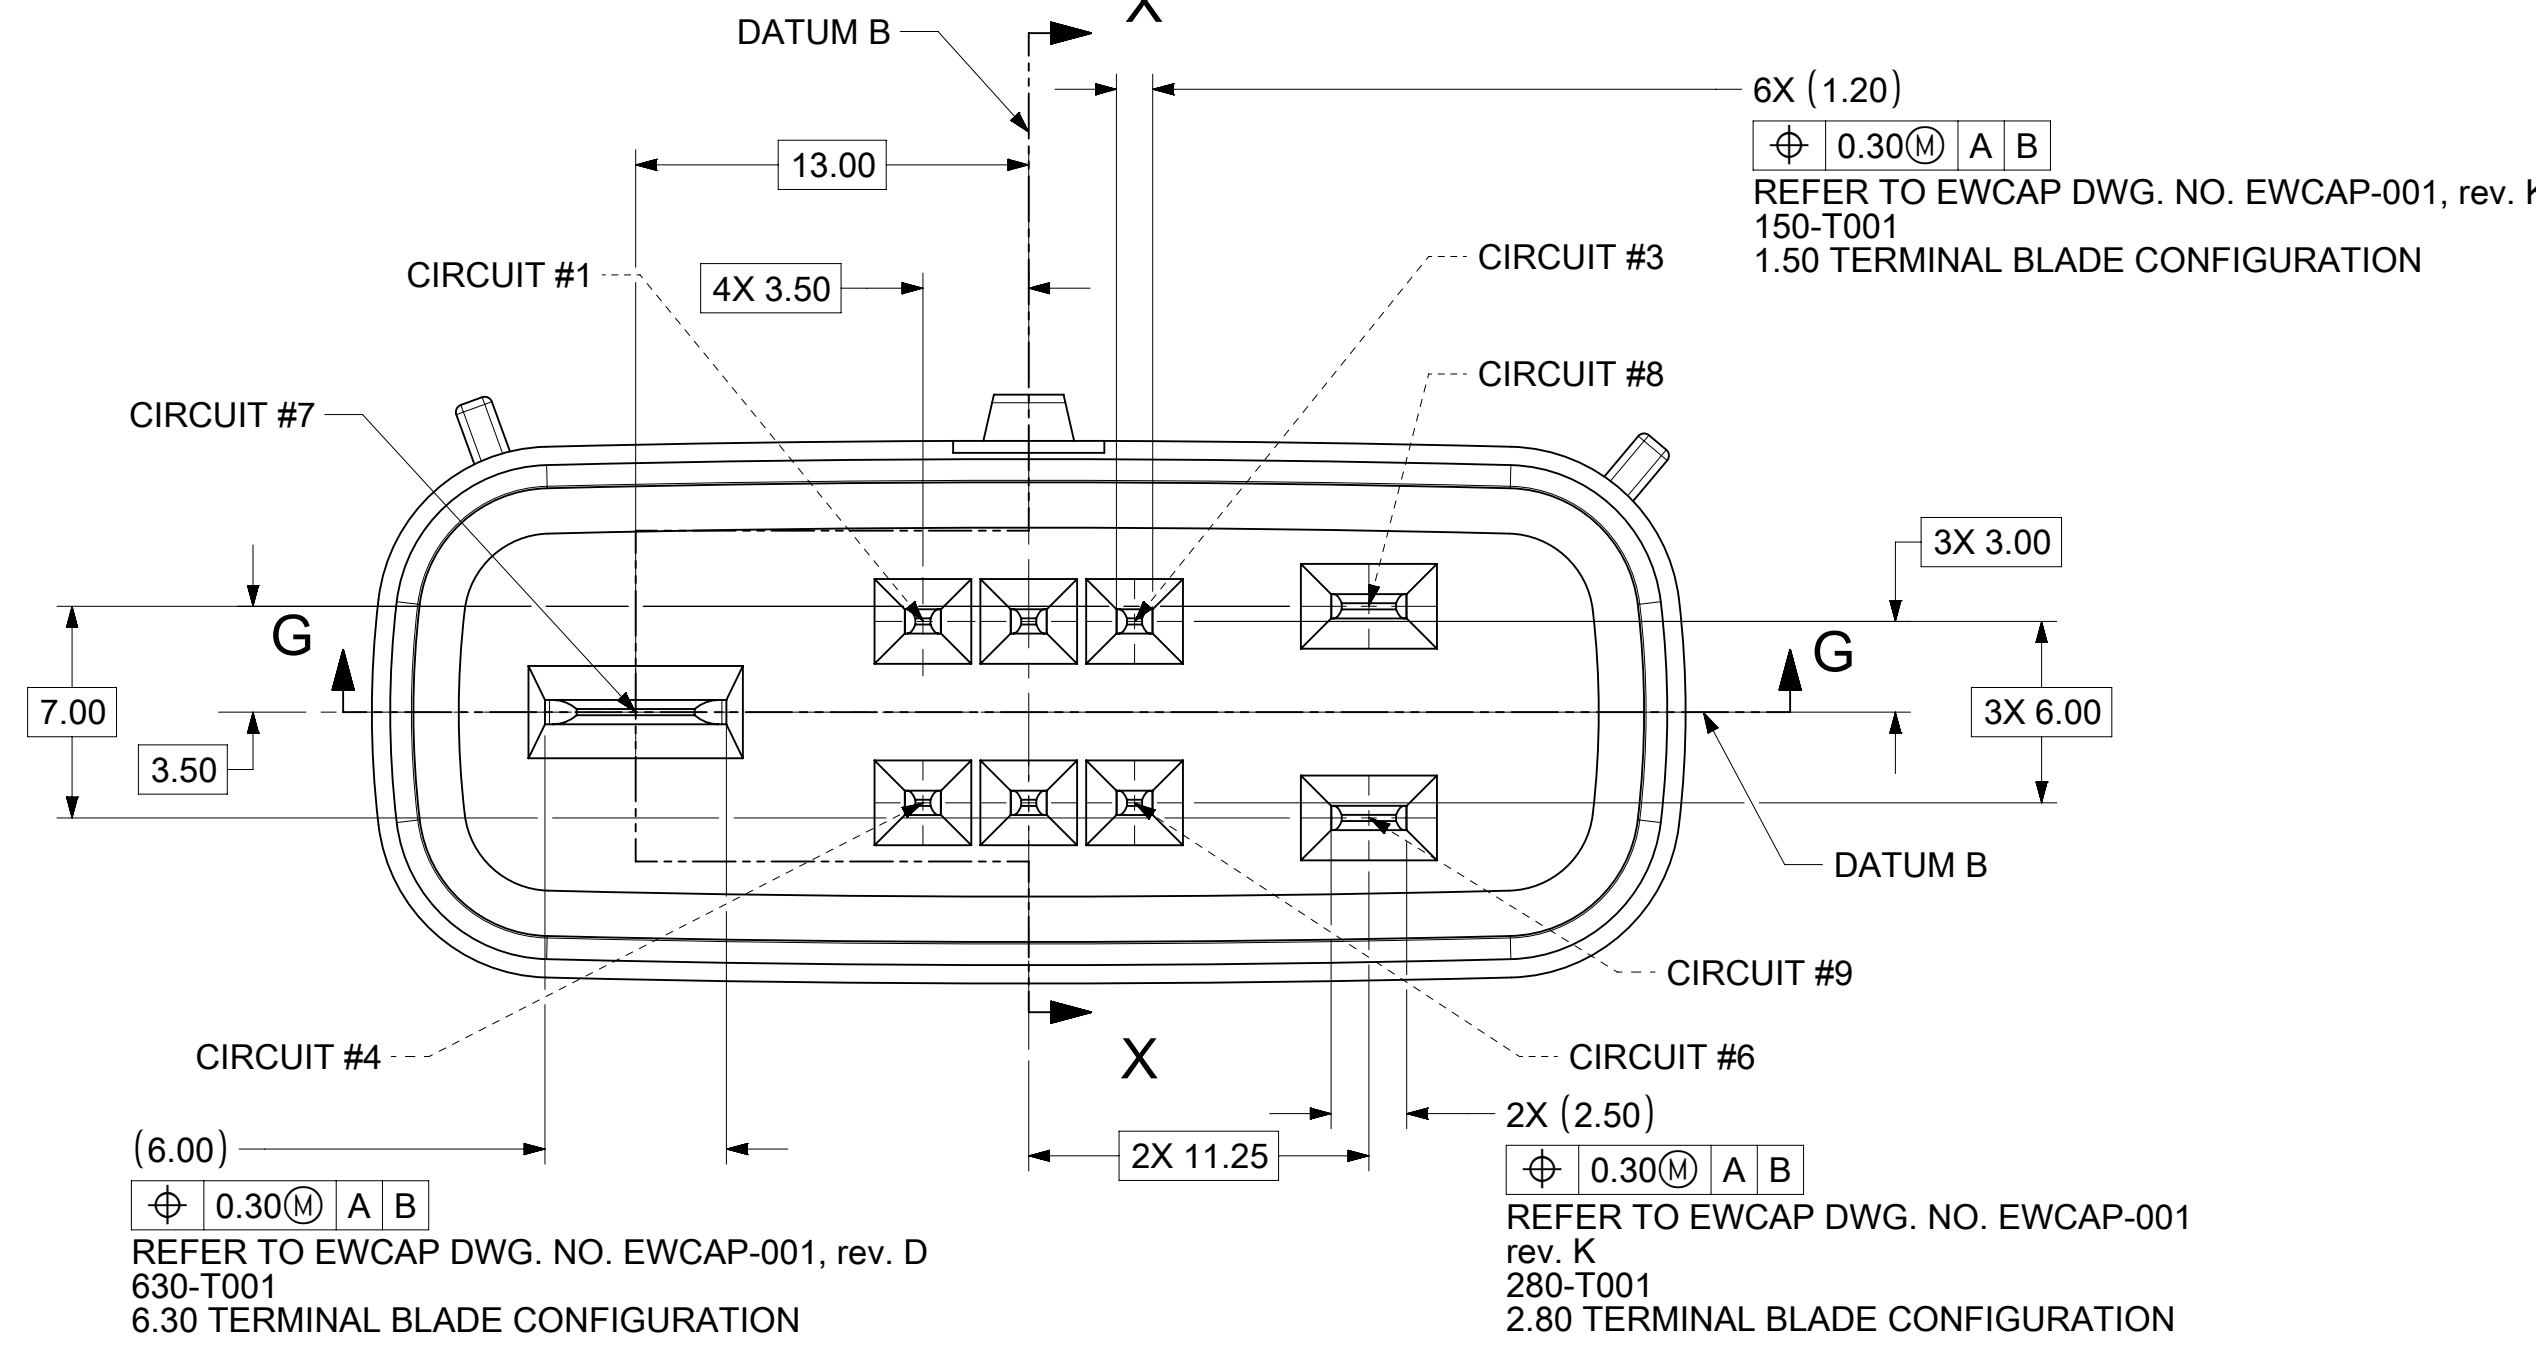 X
DATUM B
6X (1.20)
⌖ 0.30Ⓜ A B
REFER TO EWCAP DWG. NO. EWCAP-001, rev. K
150-T001
1.50 TERMINAL BLADE CONFIGURATION
13.00
CIRCUIT #1
4X 3.50
CIRCUIT #3
CIRCUIT #8
CIRCUIT #7
3X 3.00
G
G
7.00
3X 6.00
3.50
DATUM B
CIRCUIT #9
CIRCUIT #4
X
CIRCUIT #6
2X (2.50)
(6.00)
2X 11.25
⌖ 0.30Ⓜ A B
REFER TO EWCAP DWG. NO. EWCAP-001
rev. K
280-T001
2.80 TERMINAL BLADE CONFIGURATION
⌖ 0.30Ⓜ A B
REFER TO EWCAP DWG. NO. EWCAP-001, rev. D
630-T001
6.30 TERMINAL BLADE CONFIGURATION